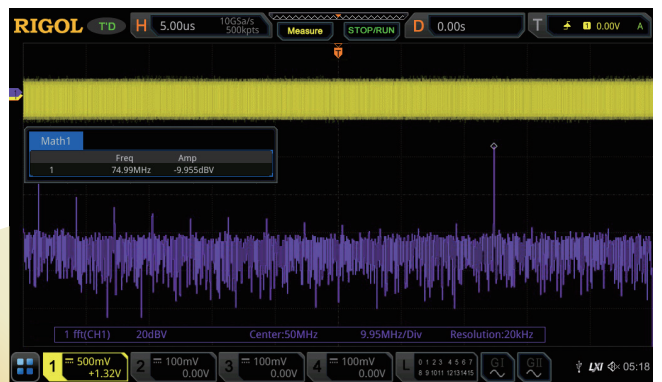 RIGOL T'D H 5.00us 10GSa/s 500kpts Measure STOP/RUN D 0.00s T 1 0.00V A
T
Math1
Freq Amp
1 74.99MHz -9.955dBV
1 fft(CH1) 20dBV Center:50MHz 9.95MHz/Div Resolution:20kHz
1 500mV +1.32V 2 100mV 0.00V 3 100mV 0.00V 4 100mV 0.00V L 0 1 2 3 4 5 6 7 8 9 10 11 12 13 14 15 GI GII LXI 05:18